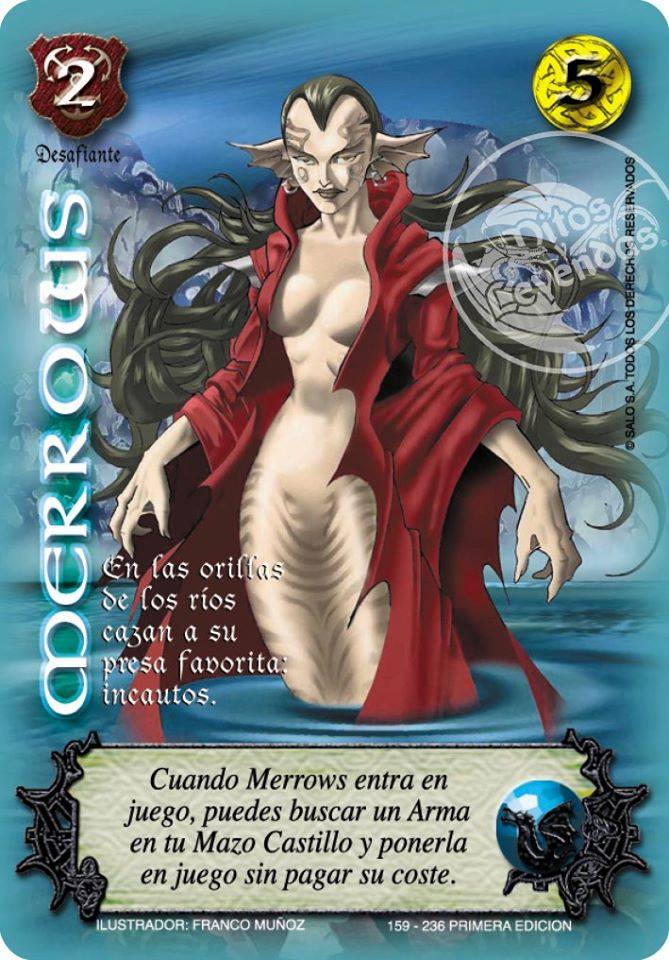 2
5
Desafiante
MERROWS
Mitos
y
Leyendas
© SALO S.A. TODOS LOS DERECHOS RESERVADOS
En las orillas
de los ríos
cazan a su
presa favorita:
incautos.
Cuando Merrows entra en
juego, puedes buscar un Arma
en tu Mazo Castillo y ponerla
en juego sin pagar su coste.
ILUSTRADOR: FRANCO MUÑOZ 159 - 236 PRIMERA EDICION